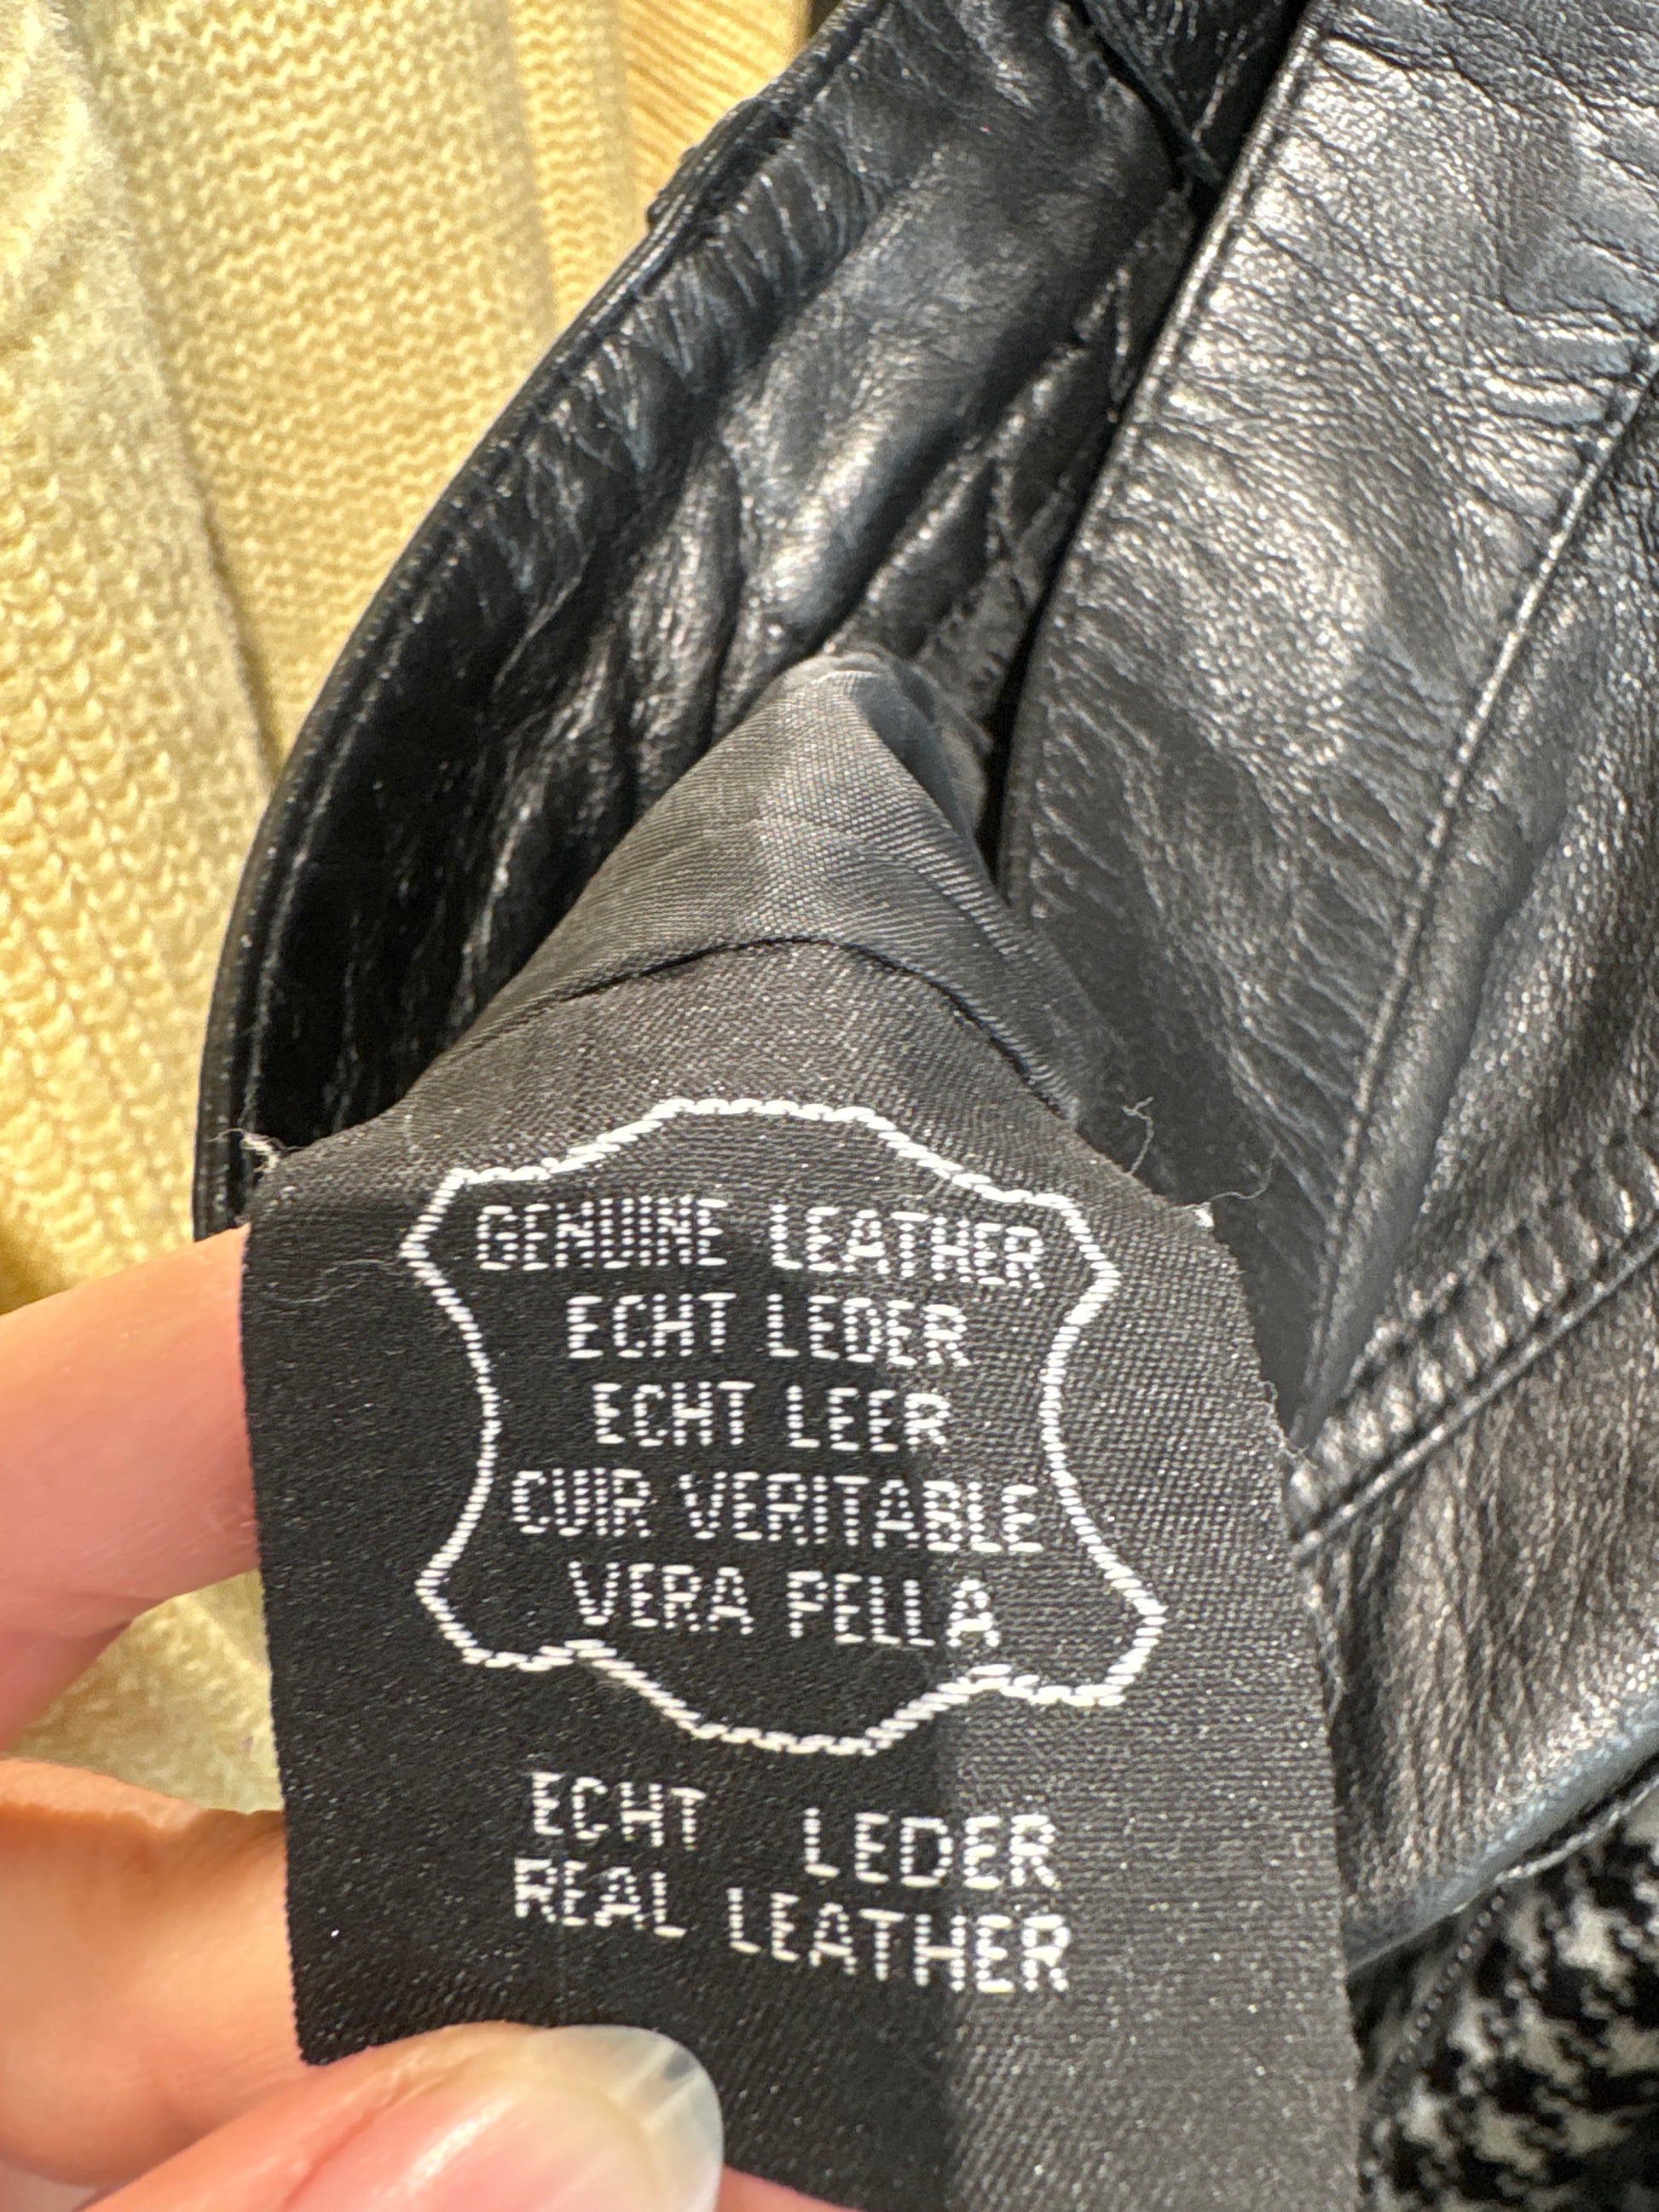 GENUINE LEATHER
ECHT LEDER
ECHT LEER
CUIR VERITABLE
VERA PELLA
ECHT LEDER
REAL LEATHER